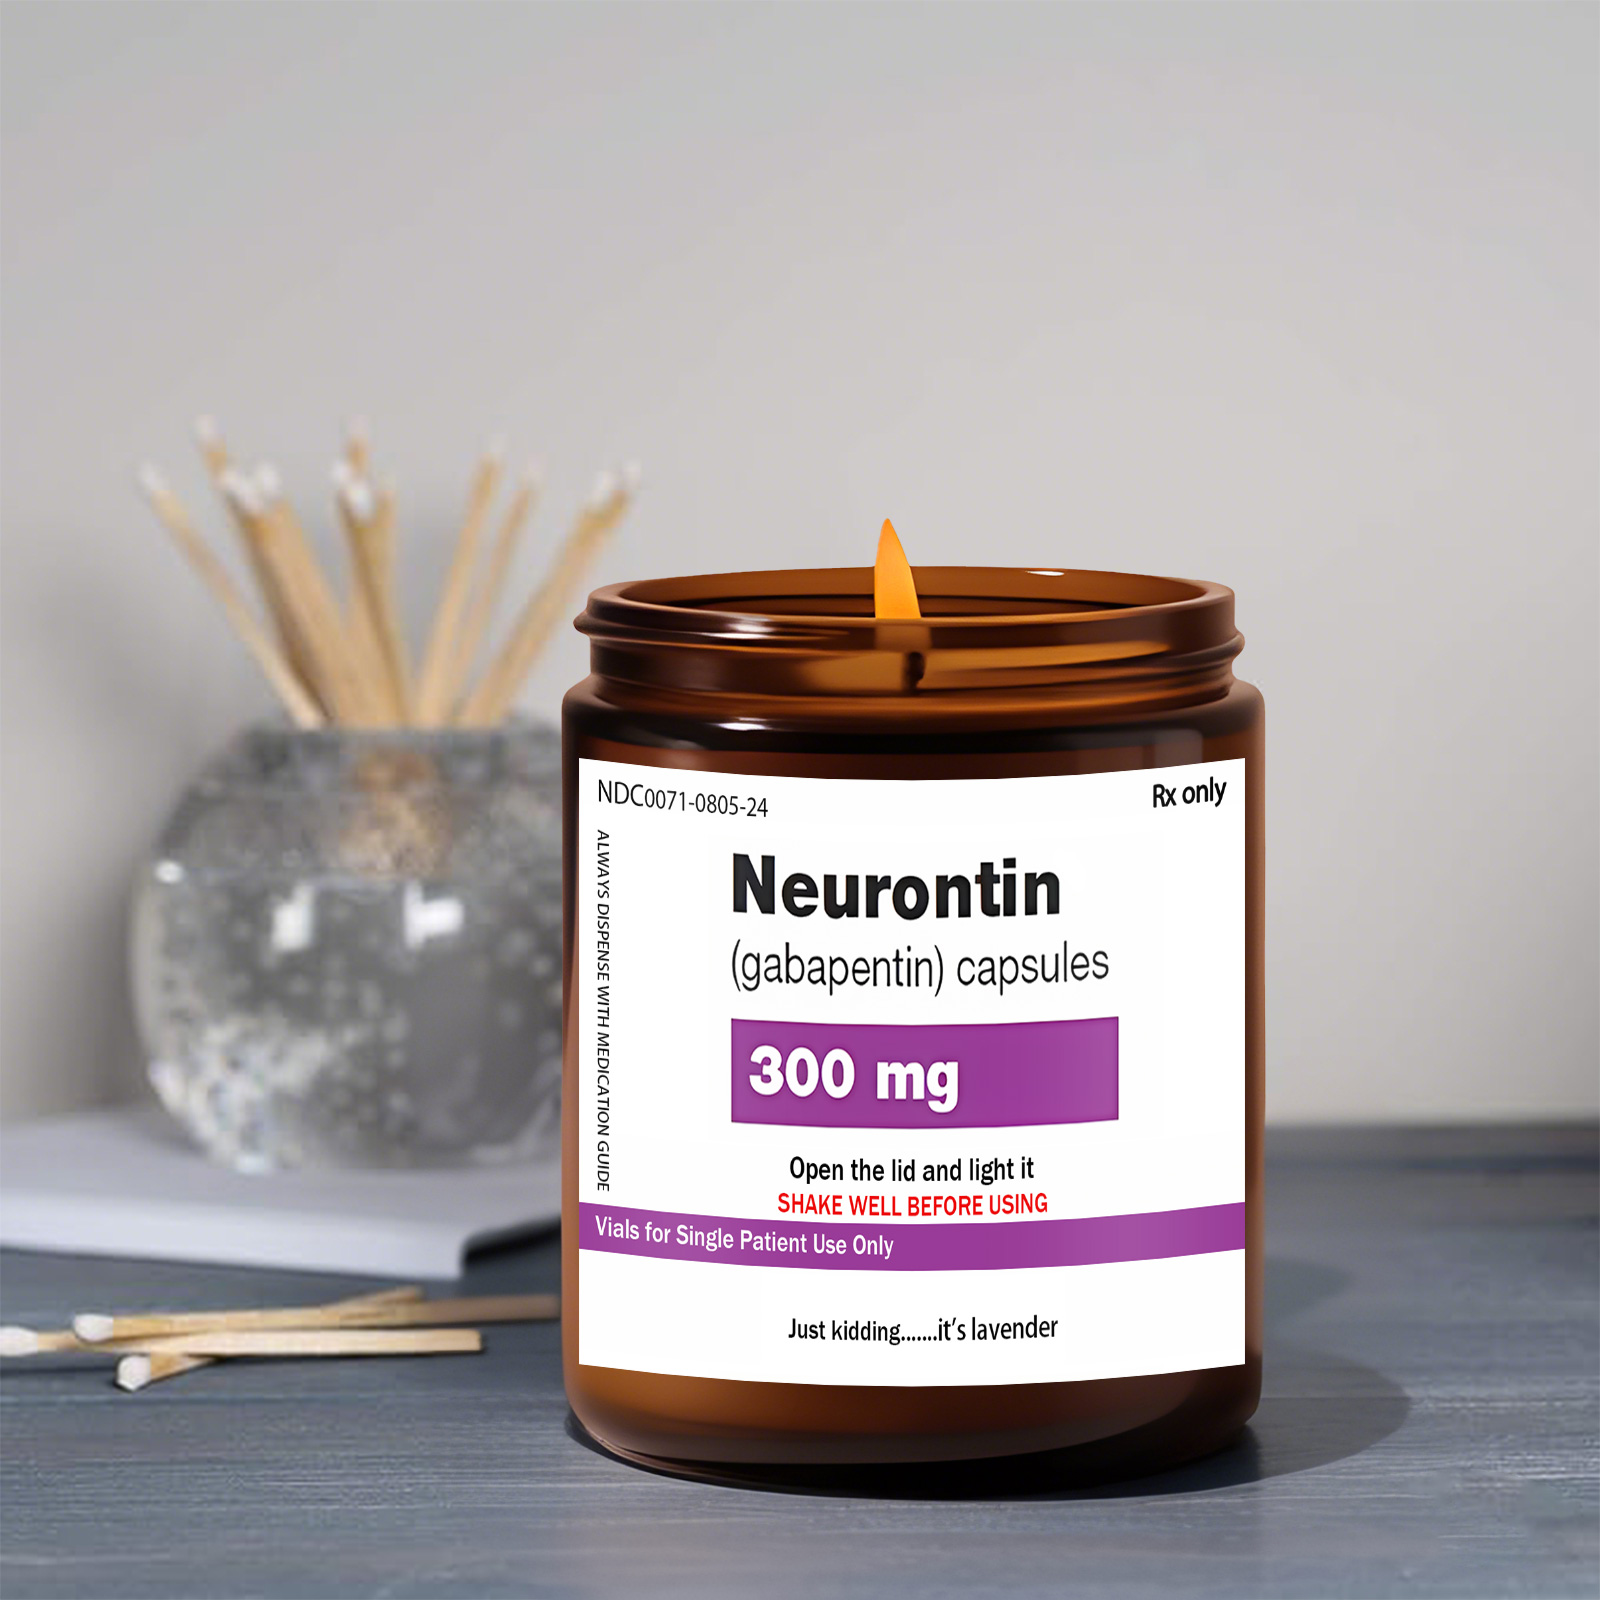 NDC0071-0805-24
Rx only
ALWAYS DISPENSE WITH MEDICATION GUIDE
Neurontin
(gabapentin) capsules
300 mg
Open the lid and light it
SHAKE WELL BEFORE USING
Vials for Single Patient Use Only
Just kidding.......it's lavender